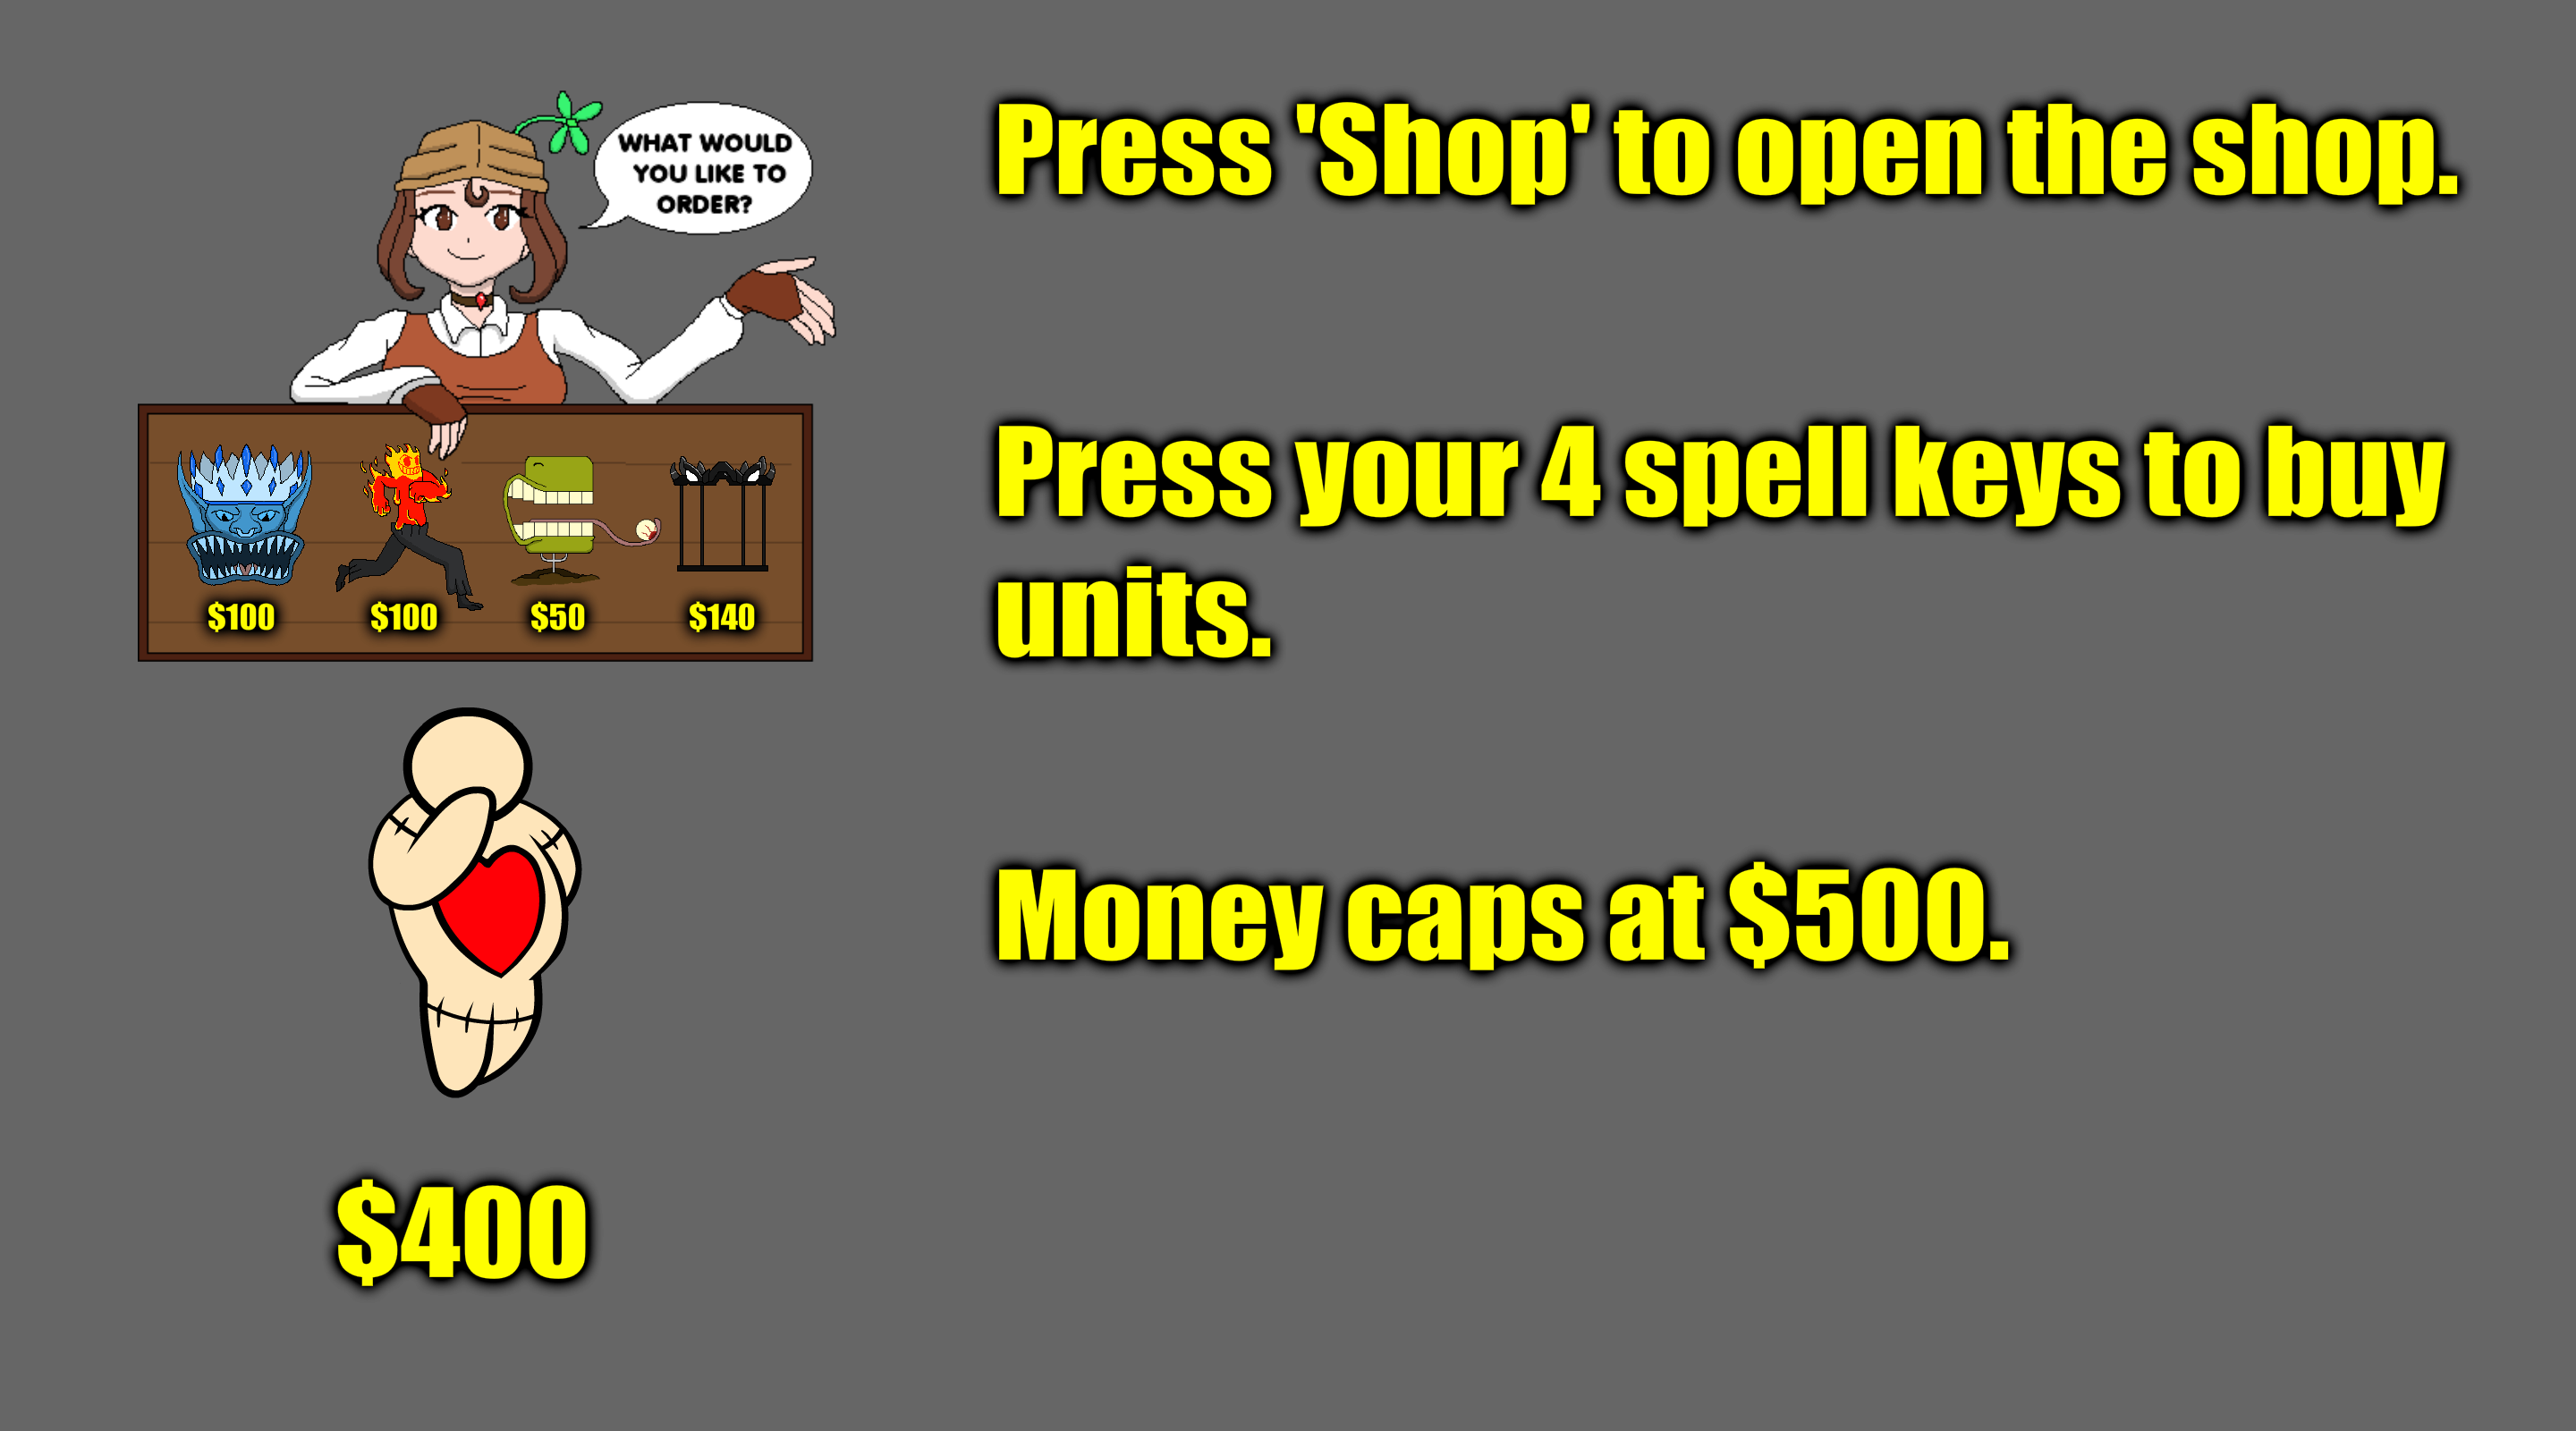 WHAT WOULD
YOU LIKE TO
ORDER?
$100 $100 $50 $140
$400
Press 'Shop' to open the shop.
Press your 4 spell keys to buy
units.
Money caps at $500.